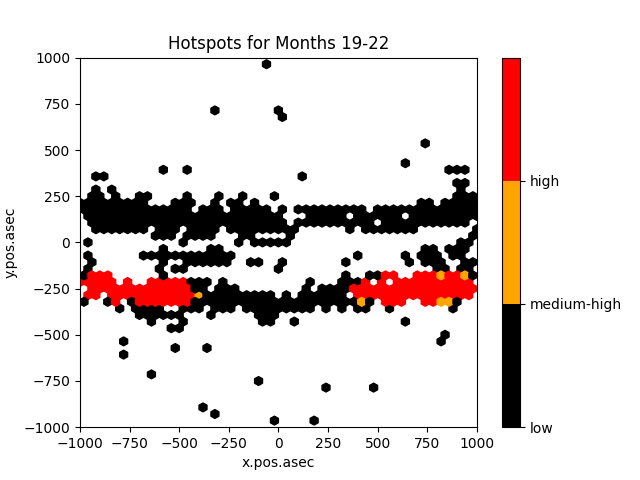 Hotspots for Months 19-22
1000
750
500
250
0
−250
−500
−750
−1000
y.pos.asec
−1000 −750 −500 −250 0 250 500 750 1000
x.pos.asec
high
medium-high
low